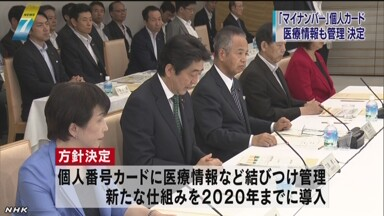 「マイナンバー」個人カード
医療情報も管理 決定
方針決定
個人番号カードに医療情報など結びつけ管理
新たな仕組みを2020年までに導入
NHK